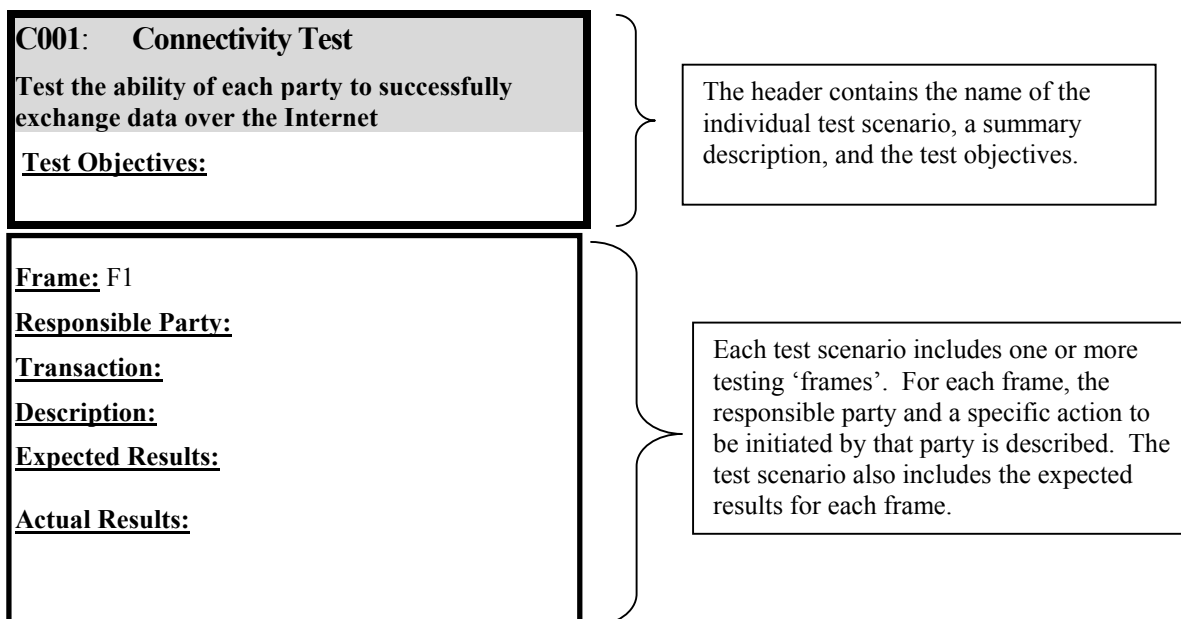 C001: Connectivity Test
Test the ability of each party to successfully
exchange data over the Internet
Test Objectives:
The header contains the name of the
individual test scenario, a summary
description, and the test objectives.
Frame: F1
Responsible Party:
Transaction:
Description:
Expected Results:
Actual Results:
Each test scenario includes one or more
testing ‘frames’. For each frame, the
responsible party and a specific action to
be initiated by that party is described. The
test scenario also includes the expected
results for each frame.